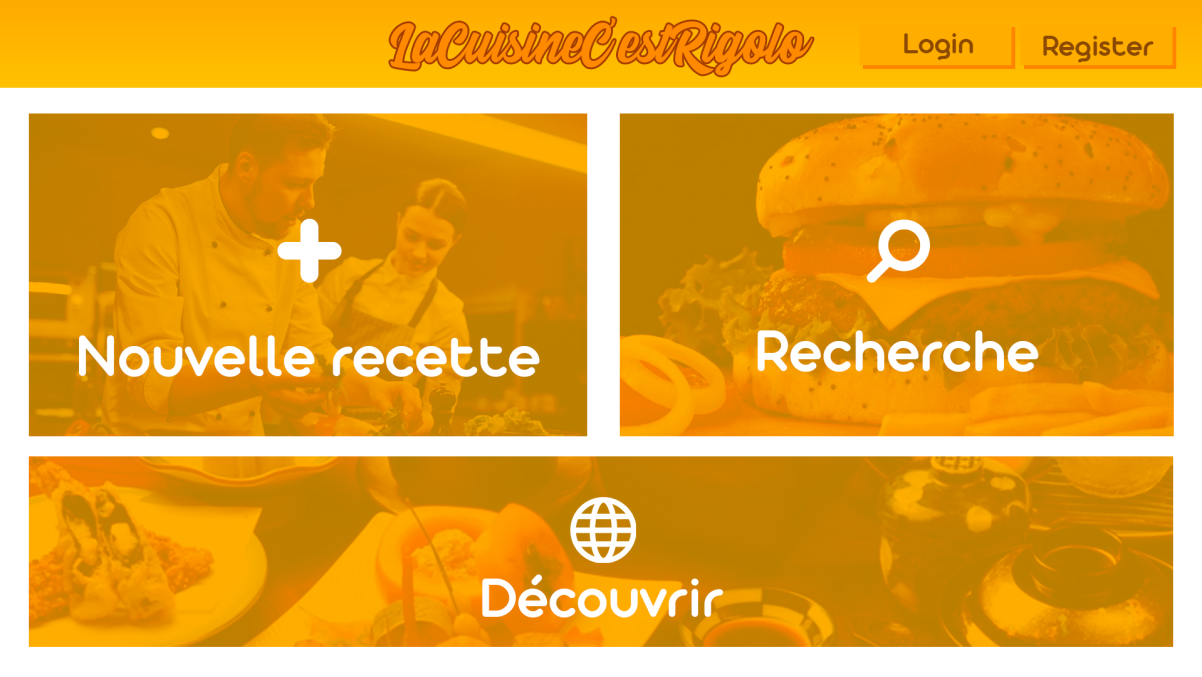 LaCuisineC'estRigolo
Login
Register
Nouvelle recette
Recherche
Découvrir